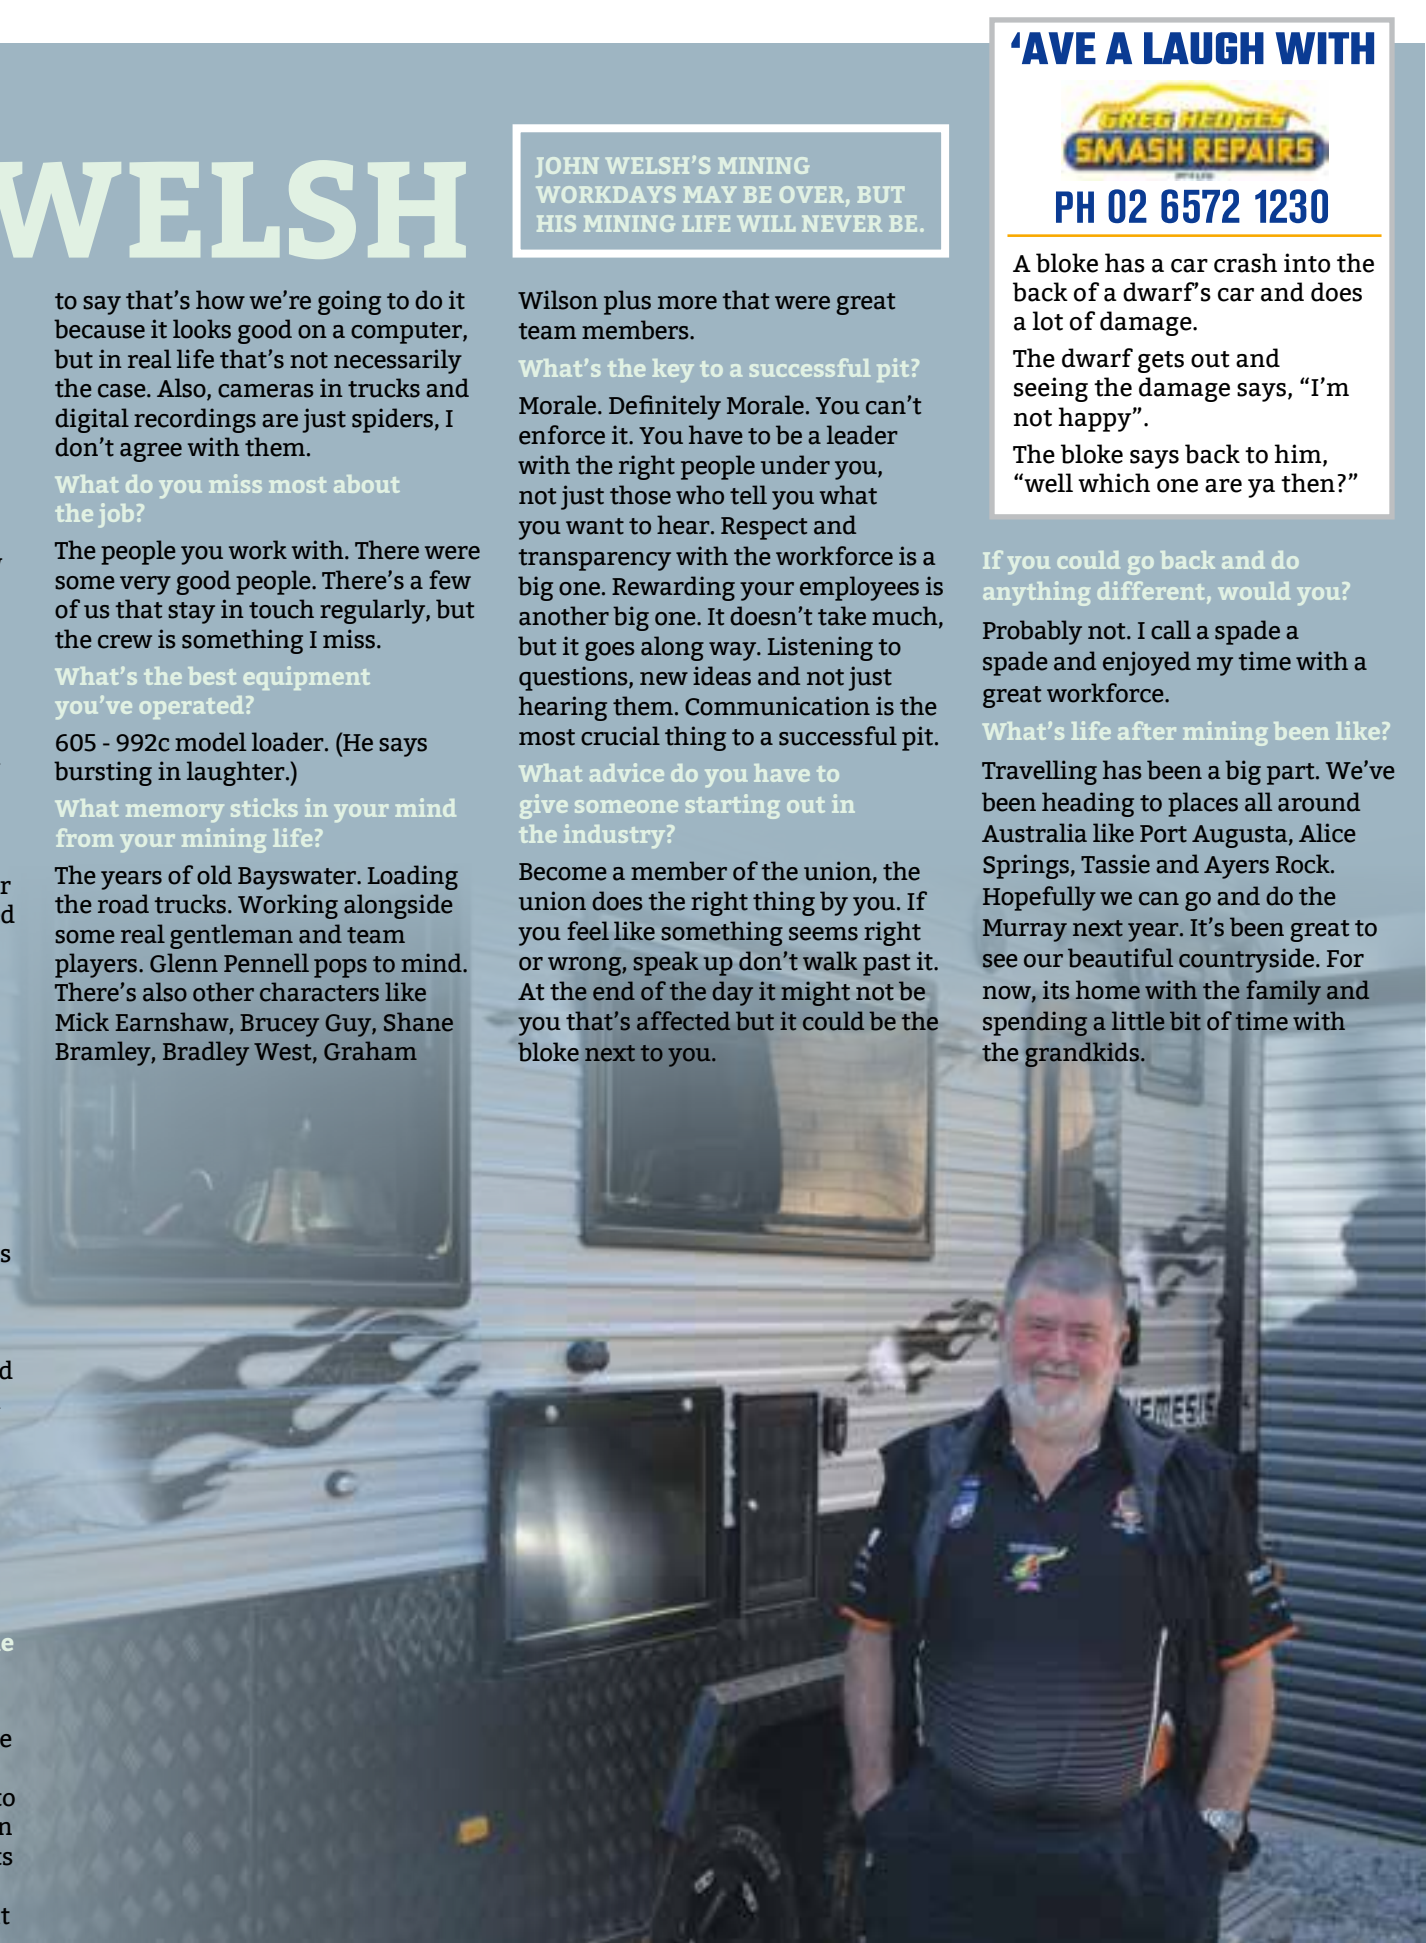 WELSH
to say that's how we're going to do it
because it looks good on a computer,
but in real life that's not necessarily
the case. Also, cameras in trucks and
digital recordings are just spiders, I
don't agree with them.
What do you miss most about
the job?
The people you work with. There were
some very good people. There's a few
of us that stay in touch regularly, but
the crew is something I miss.
What's the best equipment
you've operated?
605 - 992c model loader. (He says
bursting in laughter.)
What memory sticks in your mind
from your mining life?
The years of old Bayswater. Loading
the road trucks. Working alongside
some real gentleman and team
players. Glenn Pennell pops to mind.
There's also other characters like
Mick Earnshaw, Brucey Guy, Shane
Bramley, Bradley West, Graham
JOHN WELSH'S MINING
WORKDAYS MAY BE OVER, BUT
HIS MINING LIFE WILL NEVER BE.
Wilson plus more that were great
team members.
What's the key to a successful pit?
Morale. Definitely Morale. You can't
enforce it. You have to be a leader
with the right people under you,
not just those who tell you what
you want to hear. Respect and
transparency with the workforce is a
big one. Rewarding your employees is
another big one. It doesn't take much,
but it goes along way. Listening to
questions, new ideas and not just
hearing them. Communication is the
most crucial thing to a successful pit.
What advice do you have to
give someone starting out in
the industry?
Become a member of the union, the
union does the right thing by you. If
you feel like something seems right
or wrong, speak up don't walk past it.
At the end of the day it might not be
you that's affected but it could be the
bloke next to you.
‘AVE A LAUGH WITH
GREG HEDGES
SMASH REPAIRS
PH 02 6572 1230
A bloke has a car crash into the
back of a dwarf's car and does
a lot of damage.
The dwarf gets out and
seeing the damage says, “I'm
not happy”.
The bloke says back to him,
“well which one are ya then?”
If you could go back and do
anything different, would you?
Probably not. I call a spade a
spade and enjoyed my time with a
great workforce.
What's life after mining been like?
Travelling has been a big part. We've
been heading to places all around
Australia like Port Augusta, Alice
Springs, Tassie and Ayers Rock.
Hopefully we can go and do the
Murray next year. It's been great to
see our beautiful countryside. For
now, its home with the family and
spending a little bit of time with
the grandkids.